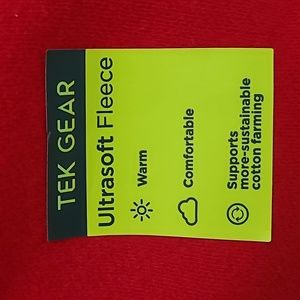 TEK GEAR
Ultrasoft Fleece
Warm
Comfortable
Supports
more-sustainable
cotton farming